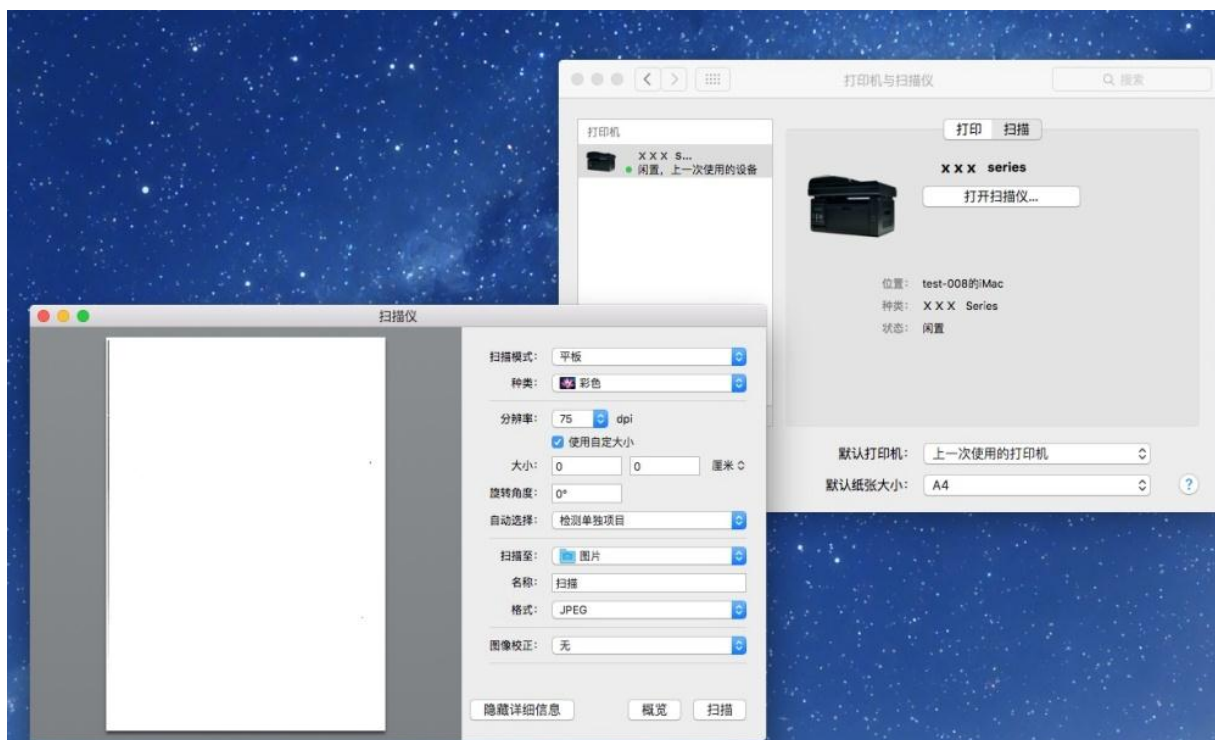 打印机与扫描仪
搜索
打印机
X X X S...
闲置，上一次使用的设备
打印 扫描
X X X series
打开扫描仪...
位置： test-008的iMac
种类： X X X Series
状态： 闲置
默认打印机： 上一次使用的打印机
默认纸张大小： A4
?
扫描仪
扫描模式： 平板
种类： 彩色
分辨率： 75 dpi
使用自定大小
大小： 0 0 厘米
旋转角度： 0°
自动选择： 检测单独项目
扫描至： 图片
名称： 扫描
格式： JPEG
图像校正： 无
隐藏详细信息 概览 扫描